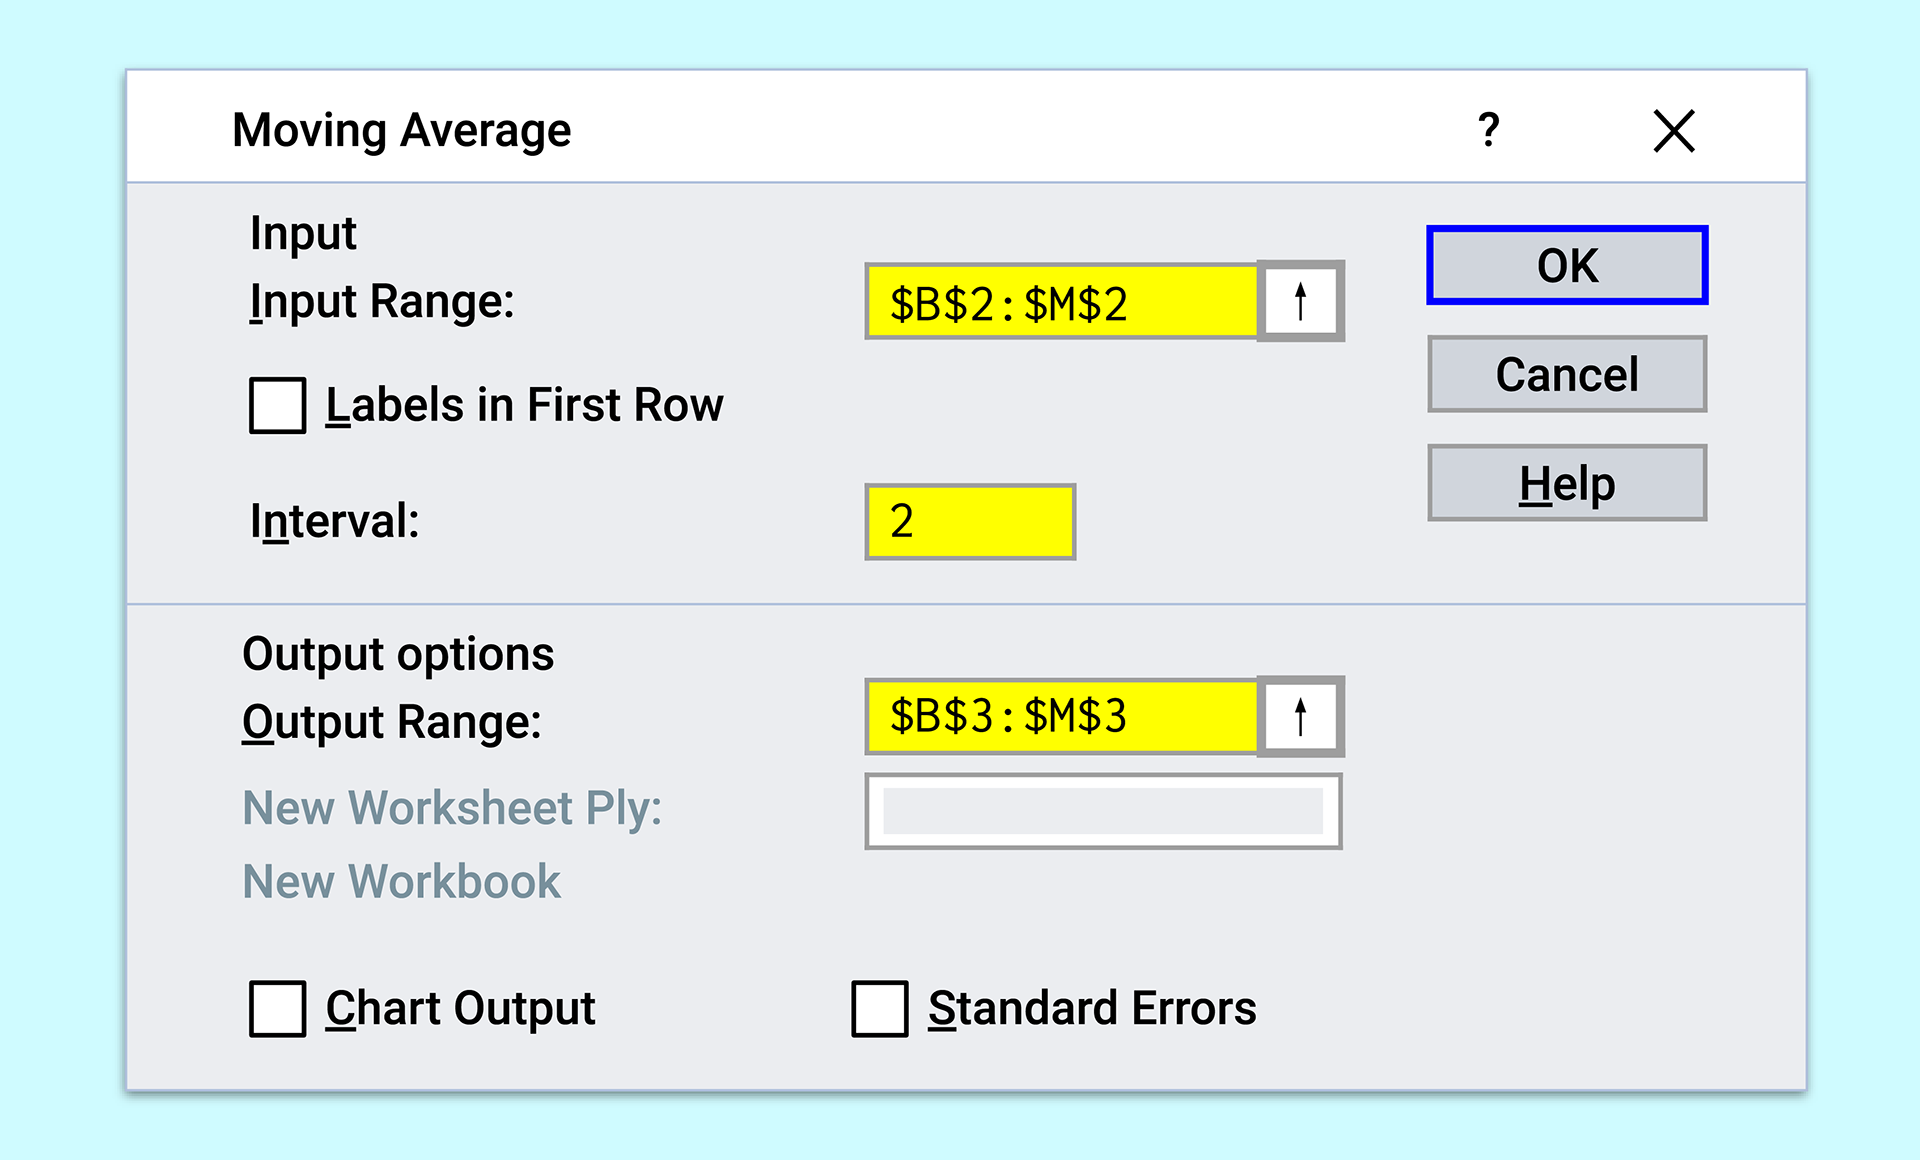 Moving Average ?
Input
Input Range: $B$2:$M$2 ↑ OK
Labels in First Row Cancel
Interval: 2 Help
Output options
Output Range: $B$3:$M$3 ↑
New Worksheet Ply:
New Workbook
Chart Output Standard Errors